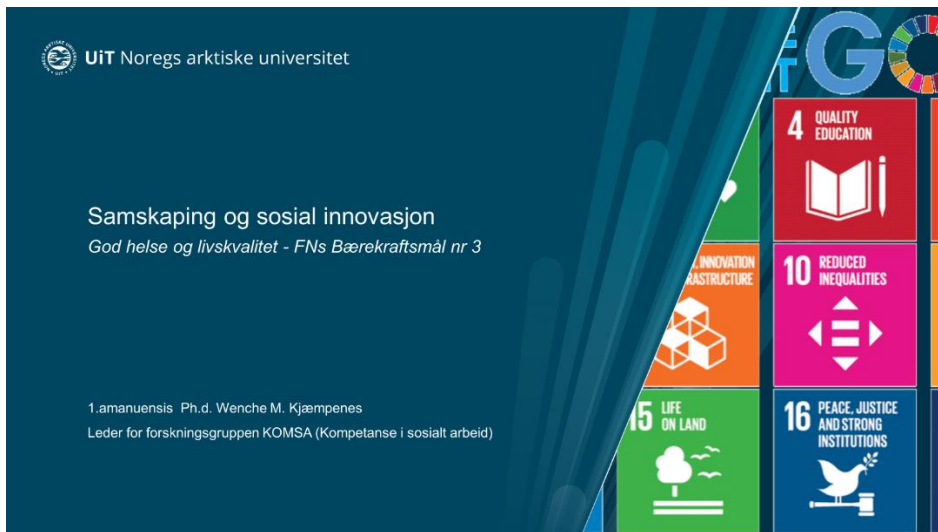 UiT Noregs arktiske universitet
GO
4 QUALITY
EDUCATION
Samskaping og sosial innovasjon
God helse og livskvalitet - FNs Bærekraftsmål nr 3
INNOVATION
10 REDUCED
INEQUALITIES
1.amanuensis Ph.d. Wenche M. Kjæmpenes
Leder for forskningsgruppen KOMSA (Kompetanse i sosialt arbeid)
15 LIFE
ON LAND
16 PEACE, JUSTICE
AND STRONG
INSTITUTIONS